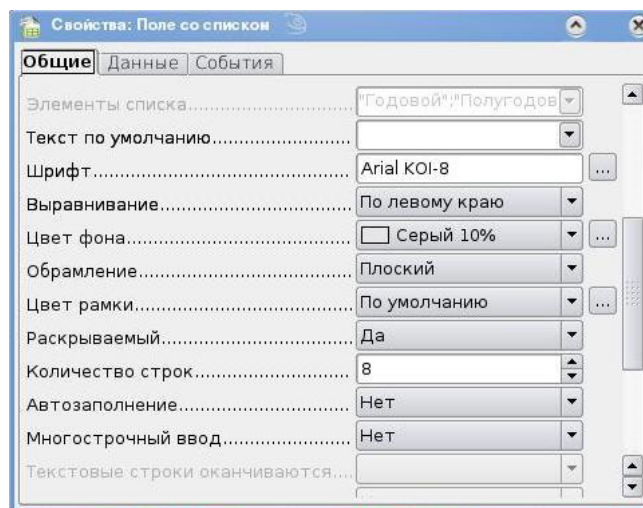 Свойства: Поле со списком
Общие Данные События
Элементы списка "Годовой";"Полугодов
Текст по умолчанию
Шрифт Arial KOI-8 ...
Выравнивание По левому краю
Цвет фона Серый 10% ...
Обрамление Плоский
Цвет рамки По умолчанию ...
Раскрываемый Да
Количество строк 8
Автозаполнение Нет
Многострочный ввод Нет
Текстовые строки оканчиваются